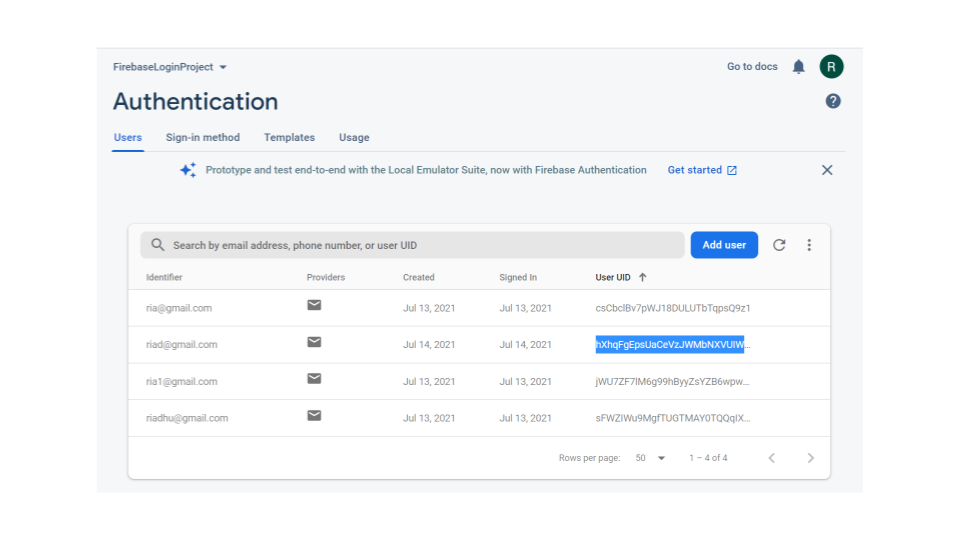 FirebaseLoginProject
Go to docs
R
Authentication
Users Sign-in method Templates Usage
Prototype and test end-to-end with the Local Emulator Suite, now with Firebase Authentication Get started
Search by email address, phone number, or user UID Add user
Identifier Providers Created Signed In User UID
ria@gmail.com Jul 13, 2021 Jul 13, 2021 csCbclBv7pWJ18DULUTbTqpsQ9z1
riad@gmail.com Jul 14, 2021 Jul 14, 2021 hXhqFgEpsUaCeVzJWMbNXVUIW...
ria1@gmail.com Jul 13, 2021 Jul 13, 2021 jWU7ZF7lM6g99hByyZsYZB6wpw...
riadhu@gmail.com Jul 13, 2021 Jul 13, 2021 sFWZIWu9MgfTUGTMAY0TQQqIX...
Rows per page: 50 1 – 4 of 4